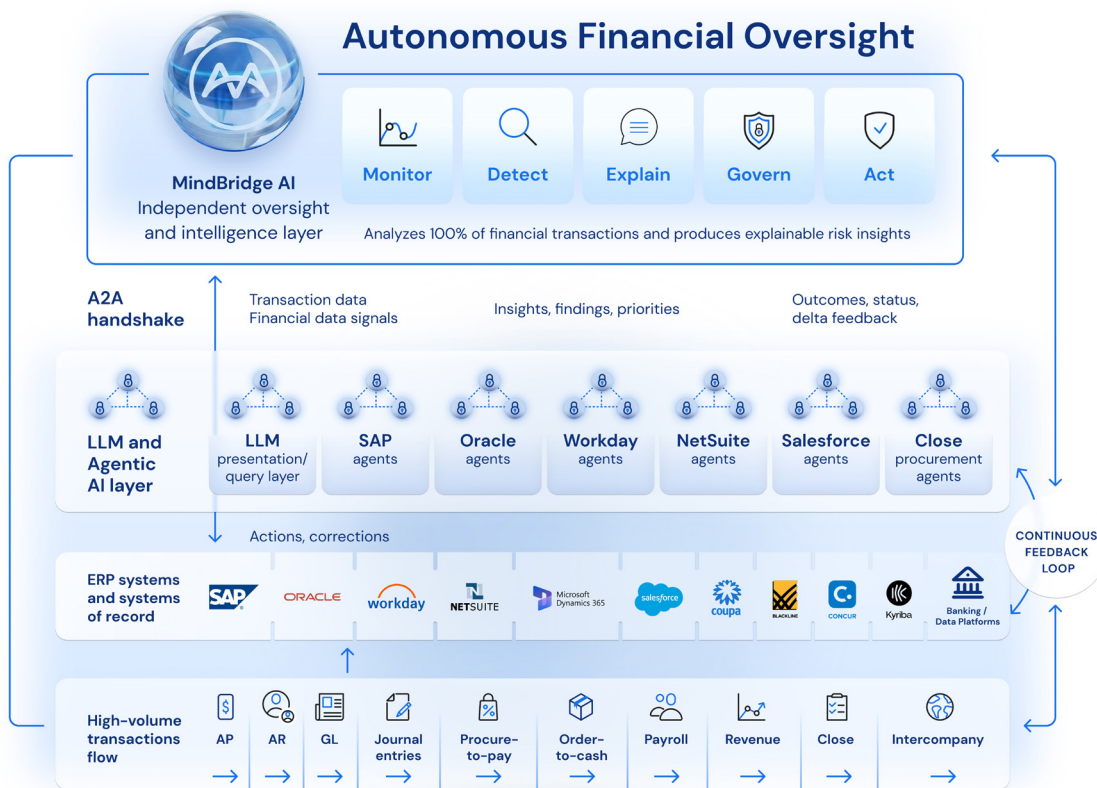 Autonomous Financial Oversight
MindBridge AI
Independent oversight
and intelligence layer
Monitor
Detect
Explain
Govern
Act
Analyzes 100% of financial transactions and produces explainable risk insights
A2A
handshake
Transaction data
Financial data signals
Insights, findings, priorities
Outcomes, status,
delta feedback
LLM and
Agentic
AI layer
LLM
presentation/
query layer
SAP
agents
Oracle
agents
Workday
agents
NetSuite
agents
Salesforce
agents
Close
procurement
agents
Actions, corrections
CONTINUOUS
FEEDBACK
LOOP
ERP systems
and systems
of record
SAP
ORACLE
workday
NETSUITE
Microsoft
Dynamics 365
salesforce
coupa
BLACKLINE
C.
CONCUR
Kyriba
Banking /
Data Platforms
High-volume
transactions
flow
AP
AR
GL
Journal
entries
Procure-
to-pay
Order-
to-cash
Payroll
Revenue
Close
Intercompany